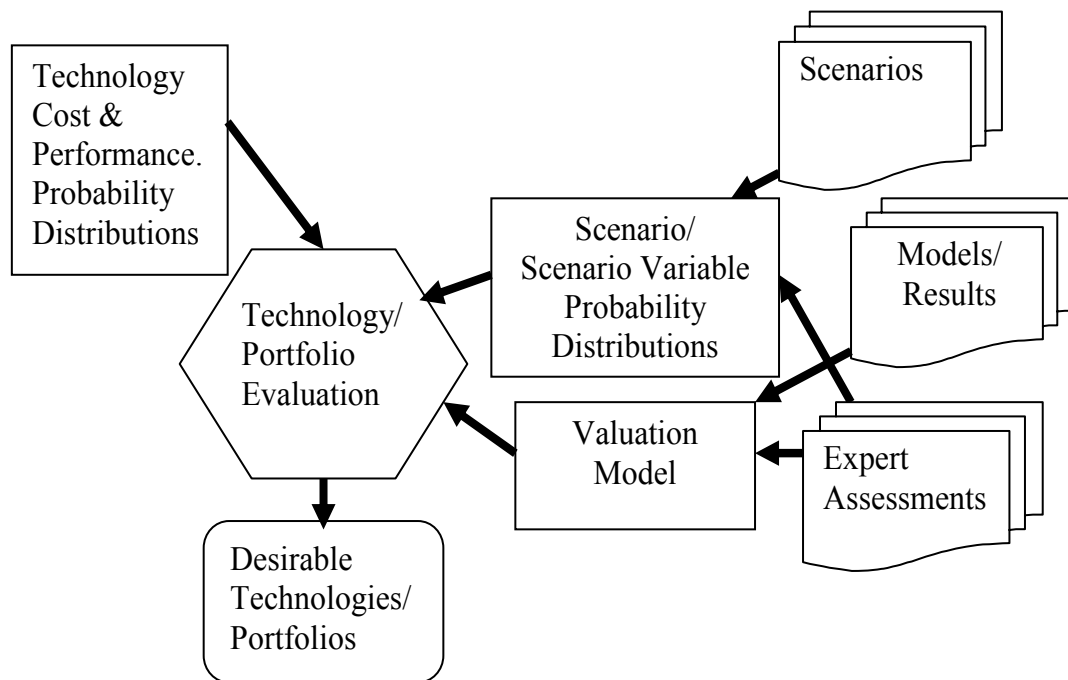 Technology
Cost &
Performance.
Probability
Distributions
Scenarios
Scenario/
Scenario Variable
Probability
Distributions
Models/
Results
Technology/
Portfolio
Evaluation
Valuation
Model
Expert
Assessments
Desirable
Technologies/
Portfolios